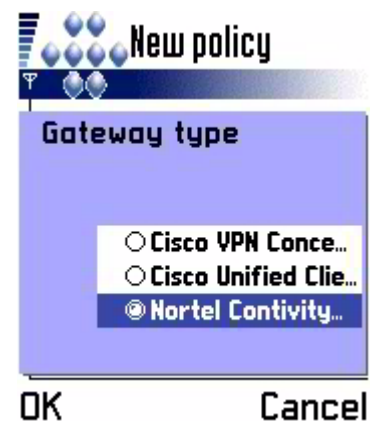 New policy
Gateway type
Cisco VPN Conce...
Cisco Unified Clie...
Nortel Contivity...
OK Cancel